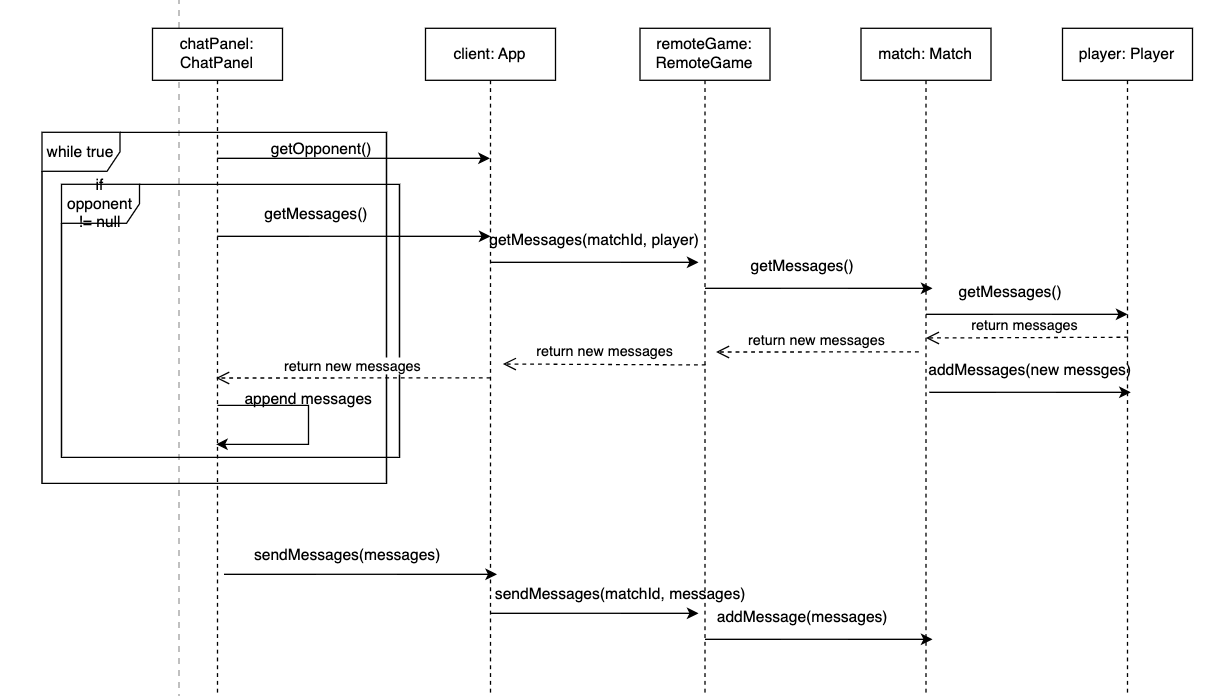 chatPanel:
ChatPanel
client: App
remoteGame:
RemoteGame
match: Match
player: Player
while true
getOpponent()
if
opponent
!= null
getMessages()
getMessages(matchId, player)
getMessages()
getMessages()
return messages
return new messages
return new messages
return new messages
addMessages(new messges)
append messages
sendMessages(messages)
sendMessages(matchId, messages)
addMessage(messages)